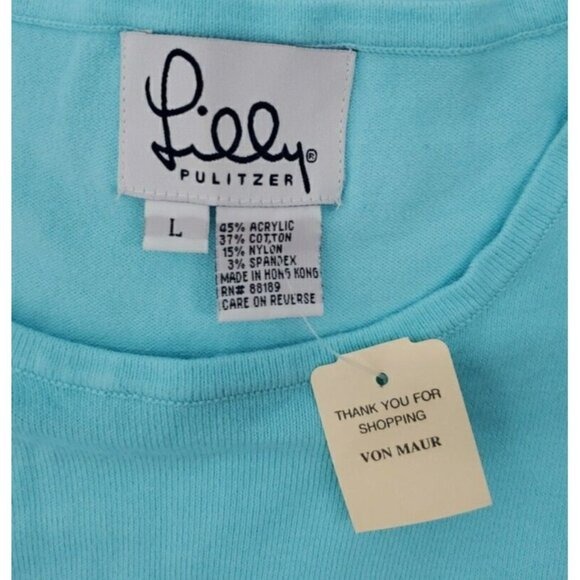 Lilly®
PULITZER
L
45% ACRYLIC
37% COTTON
15% NYLON
3% SPANDEX
MADE IN HONG KONG
RN# 88189
CARE ON REVERSE
THANK YOU FOR
SHOPPING
VON MAUR